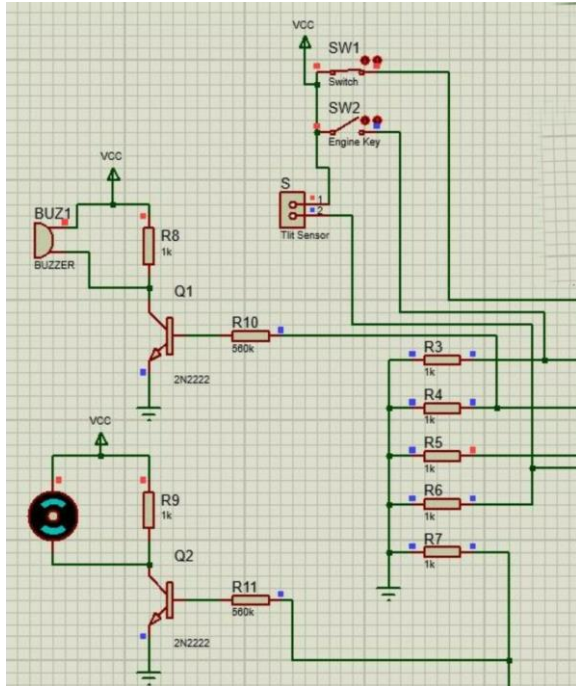 VCC
SW1
Switch
SW2
Engine Key
S
1
2
Tlit Sensor
VCC
BUZ1
BUZZER
R8
1k
Q1
2N2222
R10
560k
R3
1k
R4
1k
R5
1k
R6
1k
R7
1k
VCC
R9
1k
Q2
2N2222
R11
560k